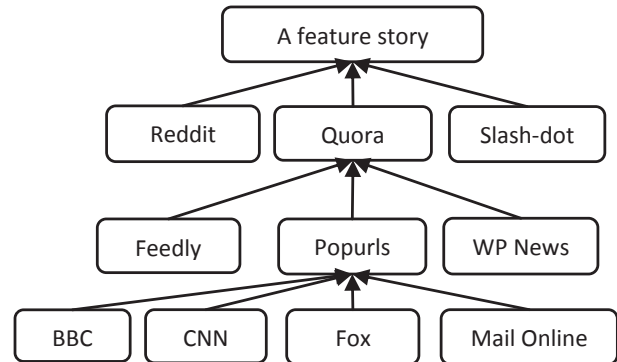 A feature story
Reddit
Quora
Slash-dot
Feedly
Popurls
WP News
BBC
CNN
Fox
Mail Online